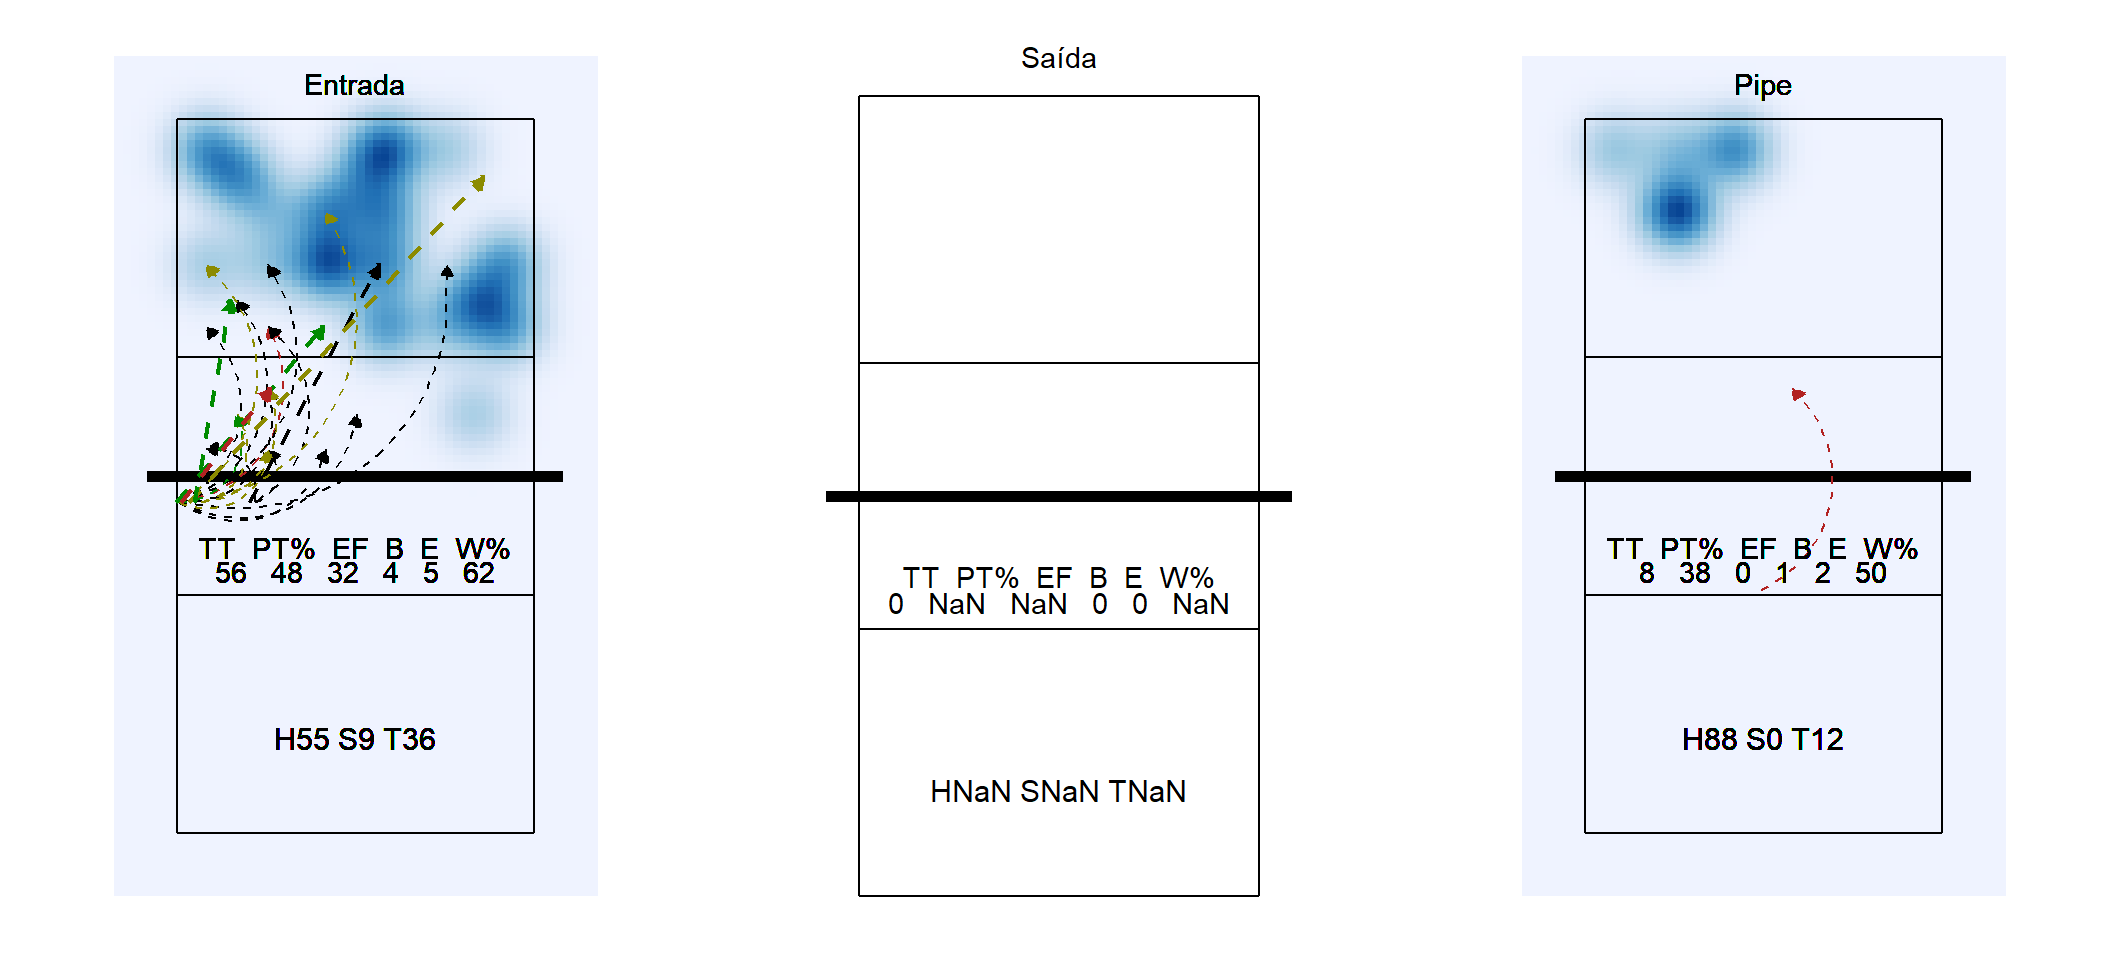 Entrada
TT PT% EF B E W%
56 48 32 4 5 62
H55 S9 T36
Saída
TT PT% EF B E W%
0 NaN NaN 0 0 NaN
HNaN SNaN TNaN
Pipe
TT PT% EF B E W%
8 38 0 1 2 50
H88 S0 T12